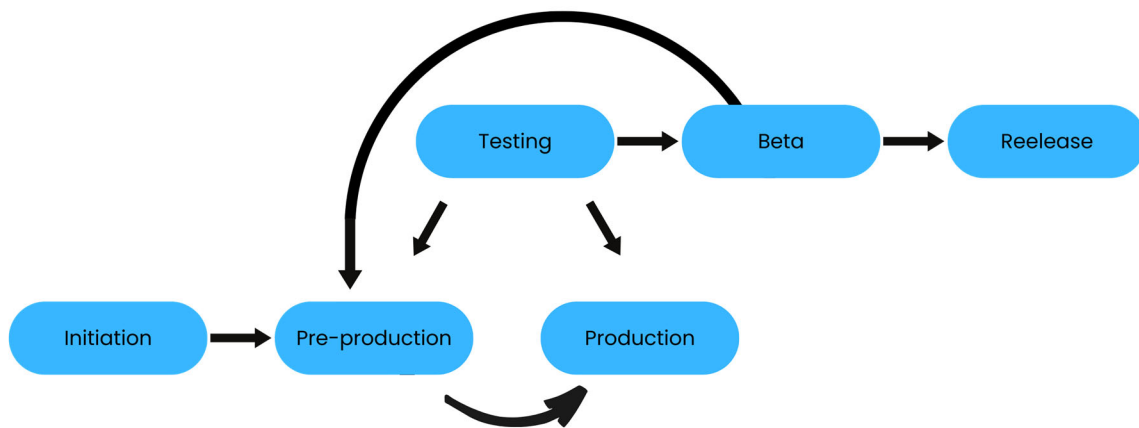 Testing
Beta
Reelease
Initiation
Pre-production
Production